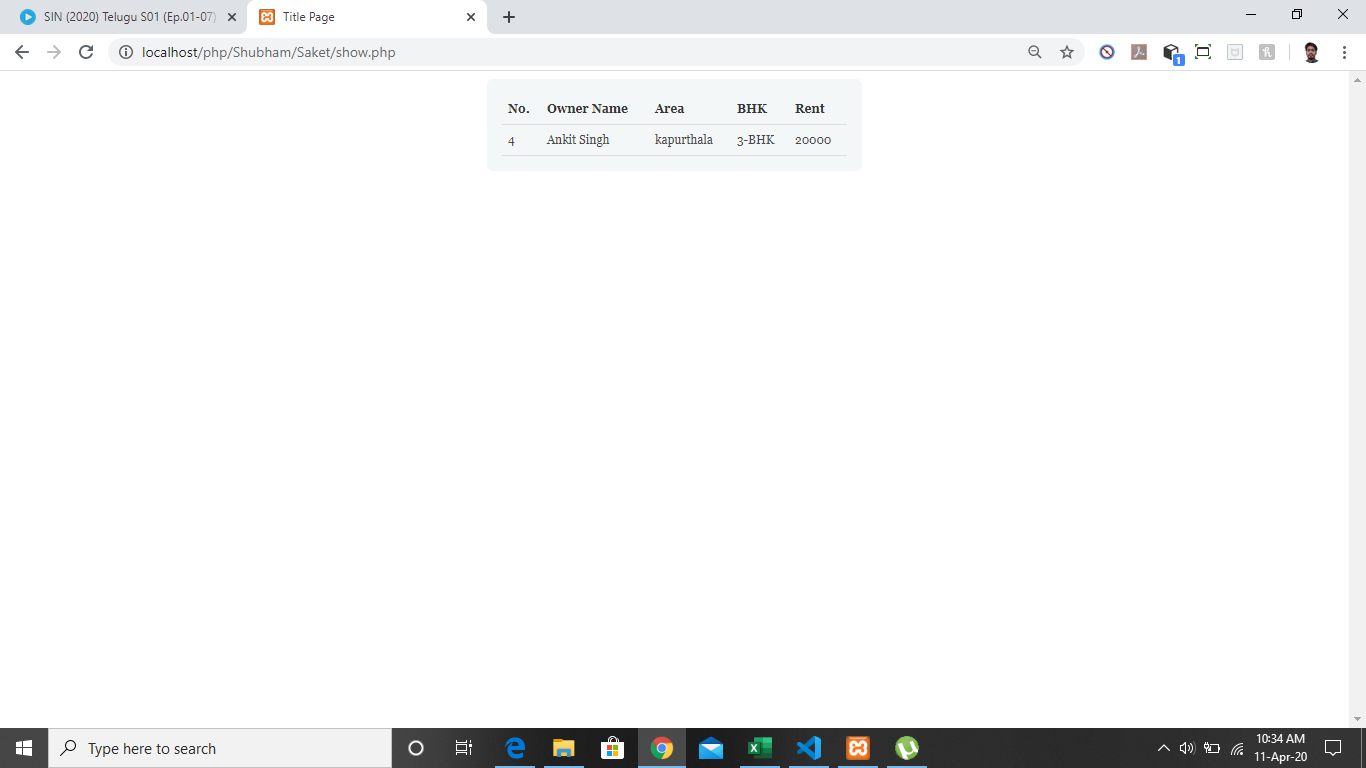 SIN (2020) Telugu S01 (Ep.01-07)
Title Page
localhost/php/Shubham/Saket/show.php
1
No. Owner Name Area BHK Rent
4 Ankit Singh kapurthala 3-BHK 20000
Type here to search
10:34 AM
11-Apr-20